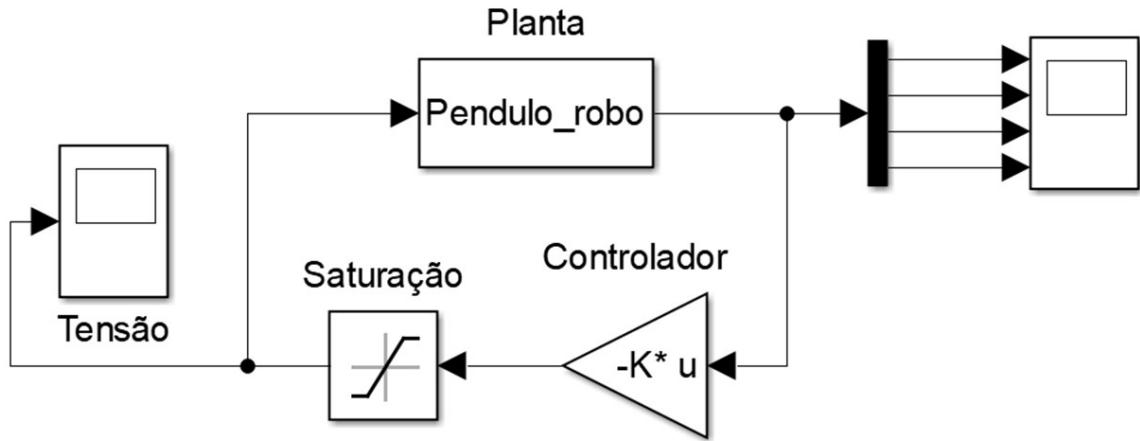 Planta
Pendulo_robo
Controlador
Saturação
Tensão
-K* u